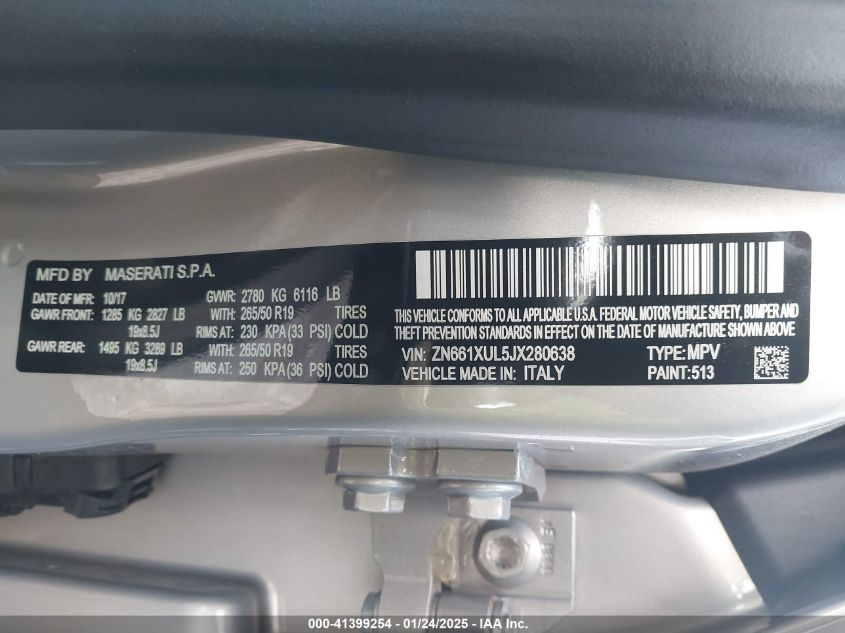 MFD BY MASERATI S.P.A.
DATE OF MFR: 10/17 GVWR: 2780 KG 6116 LB
GAWR FRONT: 1285 KG 2827 LB WITH: 265/50 R19 TIRES
19x8.5J RIMS AT: 230 KPA(33 PSI) COLD
GAWR REAR: 1495 KG 3289 LB WITH: 265/50 R19 TIRES
19x8.5J RIMS AT: 250 KPA(36 PSI) COLD
THIS VEHICLE CONFORMS TO ALL APPLICABLE U.S.A. FEDERAL MOTOR VEHICLE SAFETY, BUMPER AND
THEFT PREVENTION STANDARDS IN EFFECT ON THE DATE OF MANUFACTURE SHOWN ABOVE
VIN: ZN661XUL5JX280638 TYPE: MPV
VEHICLE MADE IN: ITALY PAINT:513
000-41399254 - 01/24/2025 - IAA Inc.